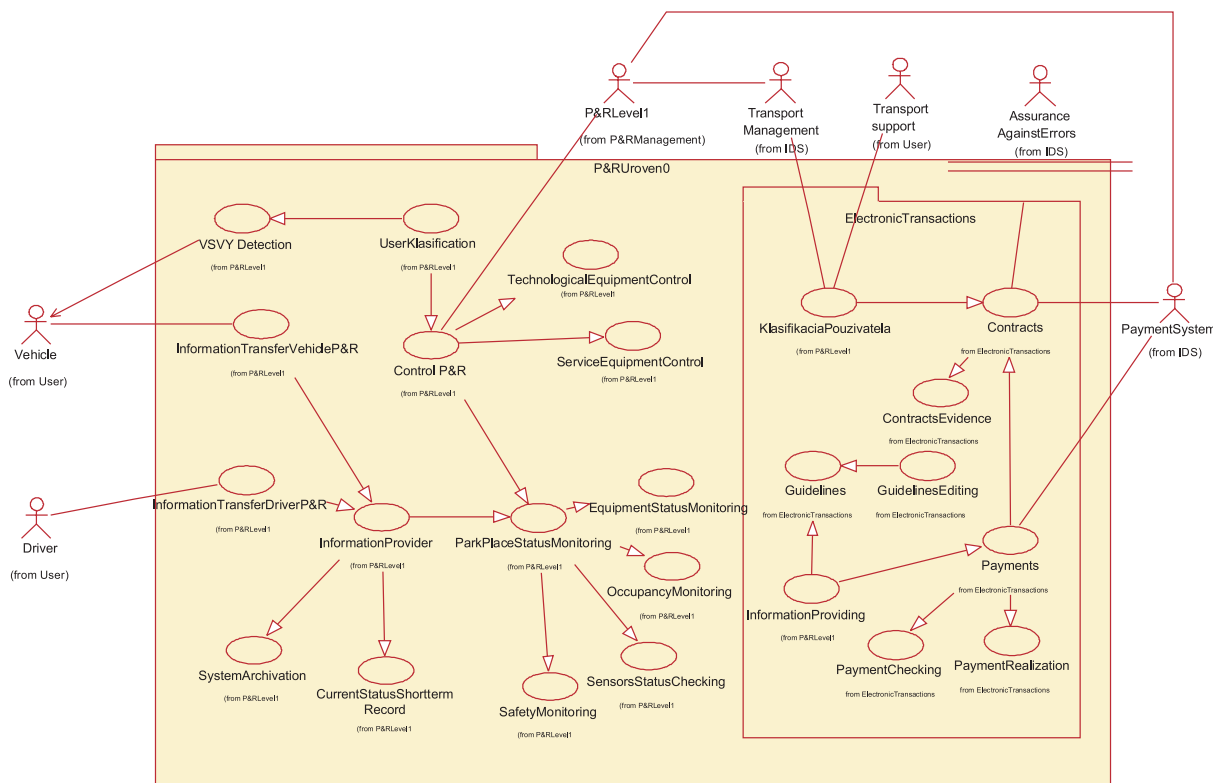 P&RLevel1
(from P&RManagement)
Transport
Management
(from IDS)
Transport
support
(from User)
Assurance
AgainstErrors
(from IDS)
P&RUroven0
ElectronicTransactions
VSVY Detection
(from P&RLevel1
UserKlasification
(from P&RLevel1
TechnologicalEquipmentControl
(from P&RLevel1
Vehicle
(from User)
InformationTransferVehicleP&R
(from P&RLevel1
Control P&R
(from P&RLevel1
ServiceEquipmentControl
(from P&RLevel1
KlasifikaciaPouzivatela
(from P&RLevel1
Contracts
from ElectronicTransactions
PaymentSystem
(from IDS)
ContractsEvidence
from ElectronicTransactions
Guidelines
from ElectronicTransactions
GuidelinesEditing
from ElectronicTransactions
Driver
(from User)
InformationTransferDriverP&R
(from P&RLevel1
InformationProvider
(from P&RLevel1
ParkPlaceStatusMonitoring
(from P&RLevel1
EquipmentStatusMonitoring
(from P&RLevel1
OccupancyMonitoring
(from P&RLevel1
InformationProviding
(from P&RLevel1
Payments
from ElectronicTransactions
SystemArchivation
(from P&RLevel1
CurrentStatusShortterm
Record
(from P&RLevel1
SafetyMonitoring
(from P&RLevel1
SensorsStatusChecking
(from P&RLevel1
PaymentChecking
from ElectronicTransactions
PaymentRealization
from ElectronicTransactions